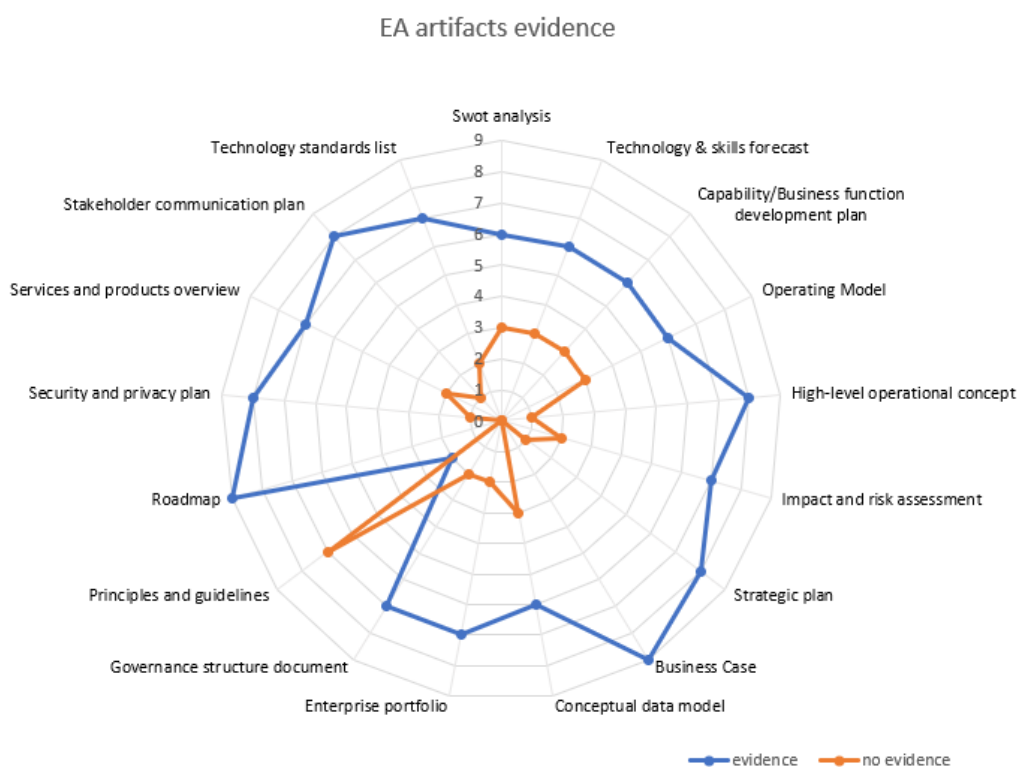 EA artifacts evidence
Swot analysis
Technology & skills forecast
Capability/Business function
development plan
Operating Model
High-level operational concept
Impact and risk assessment
Strategic plan
Business Case
Conceptual data model
Enterprise portfolio
Governance structure document
Principles and guidelines
Roadmap
Security and privacy plan
Services and products overview
Stakeholder communication plan
Technology standards list
9
8
7
6
5
4
3
2
1
0
evidence
no evidence